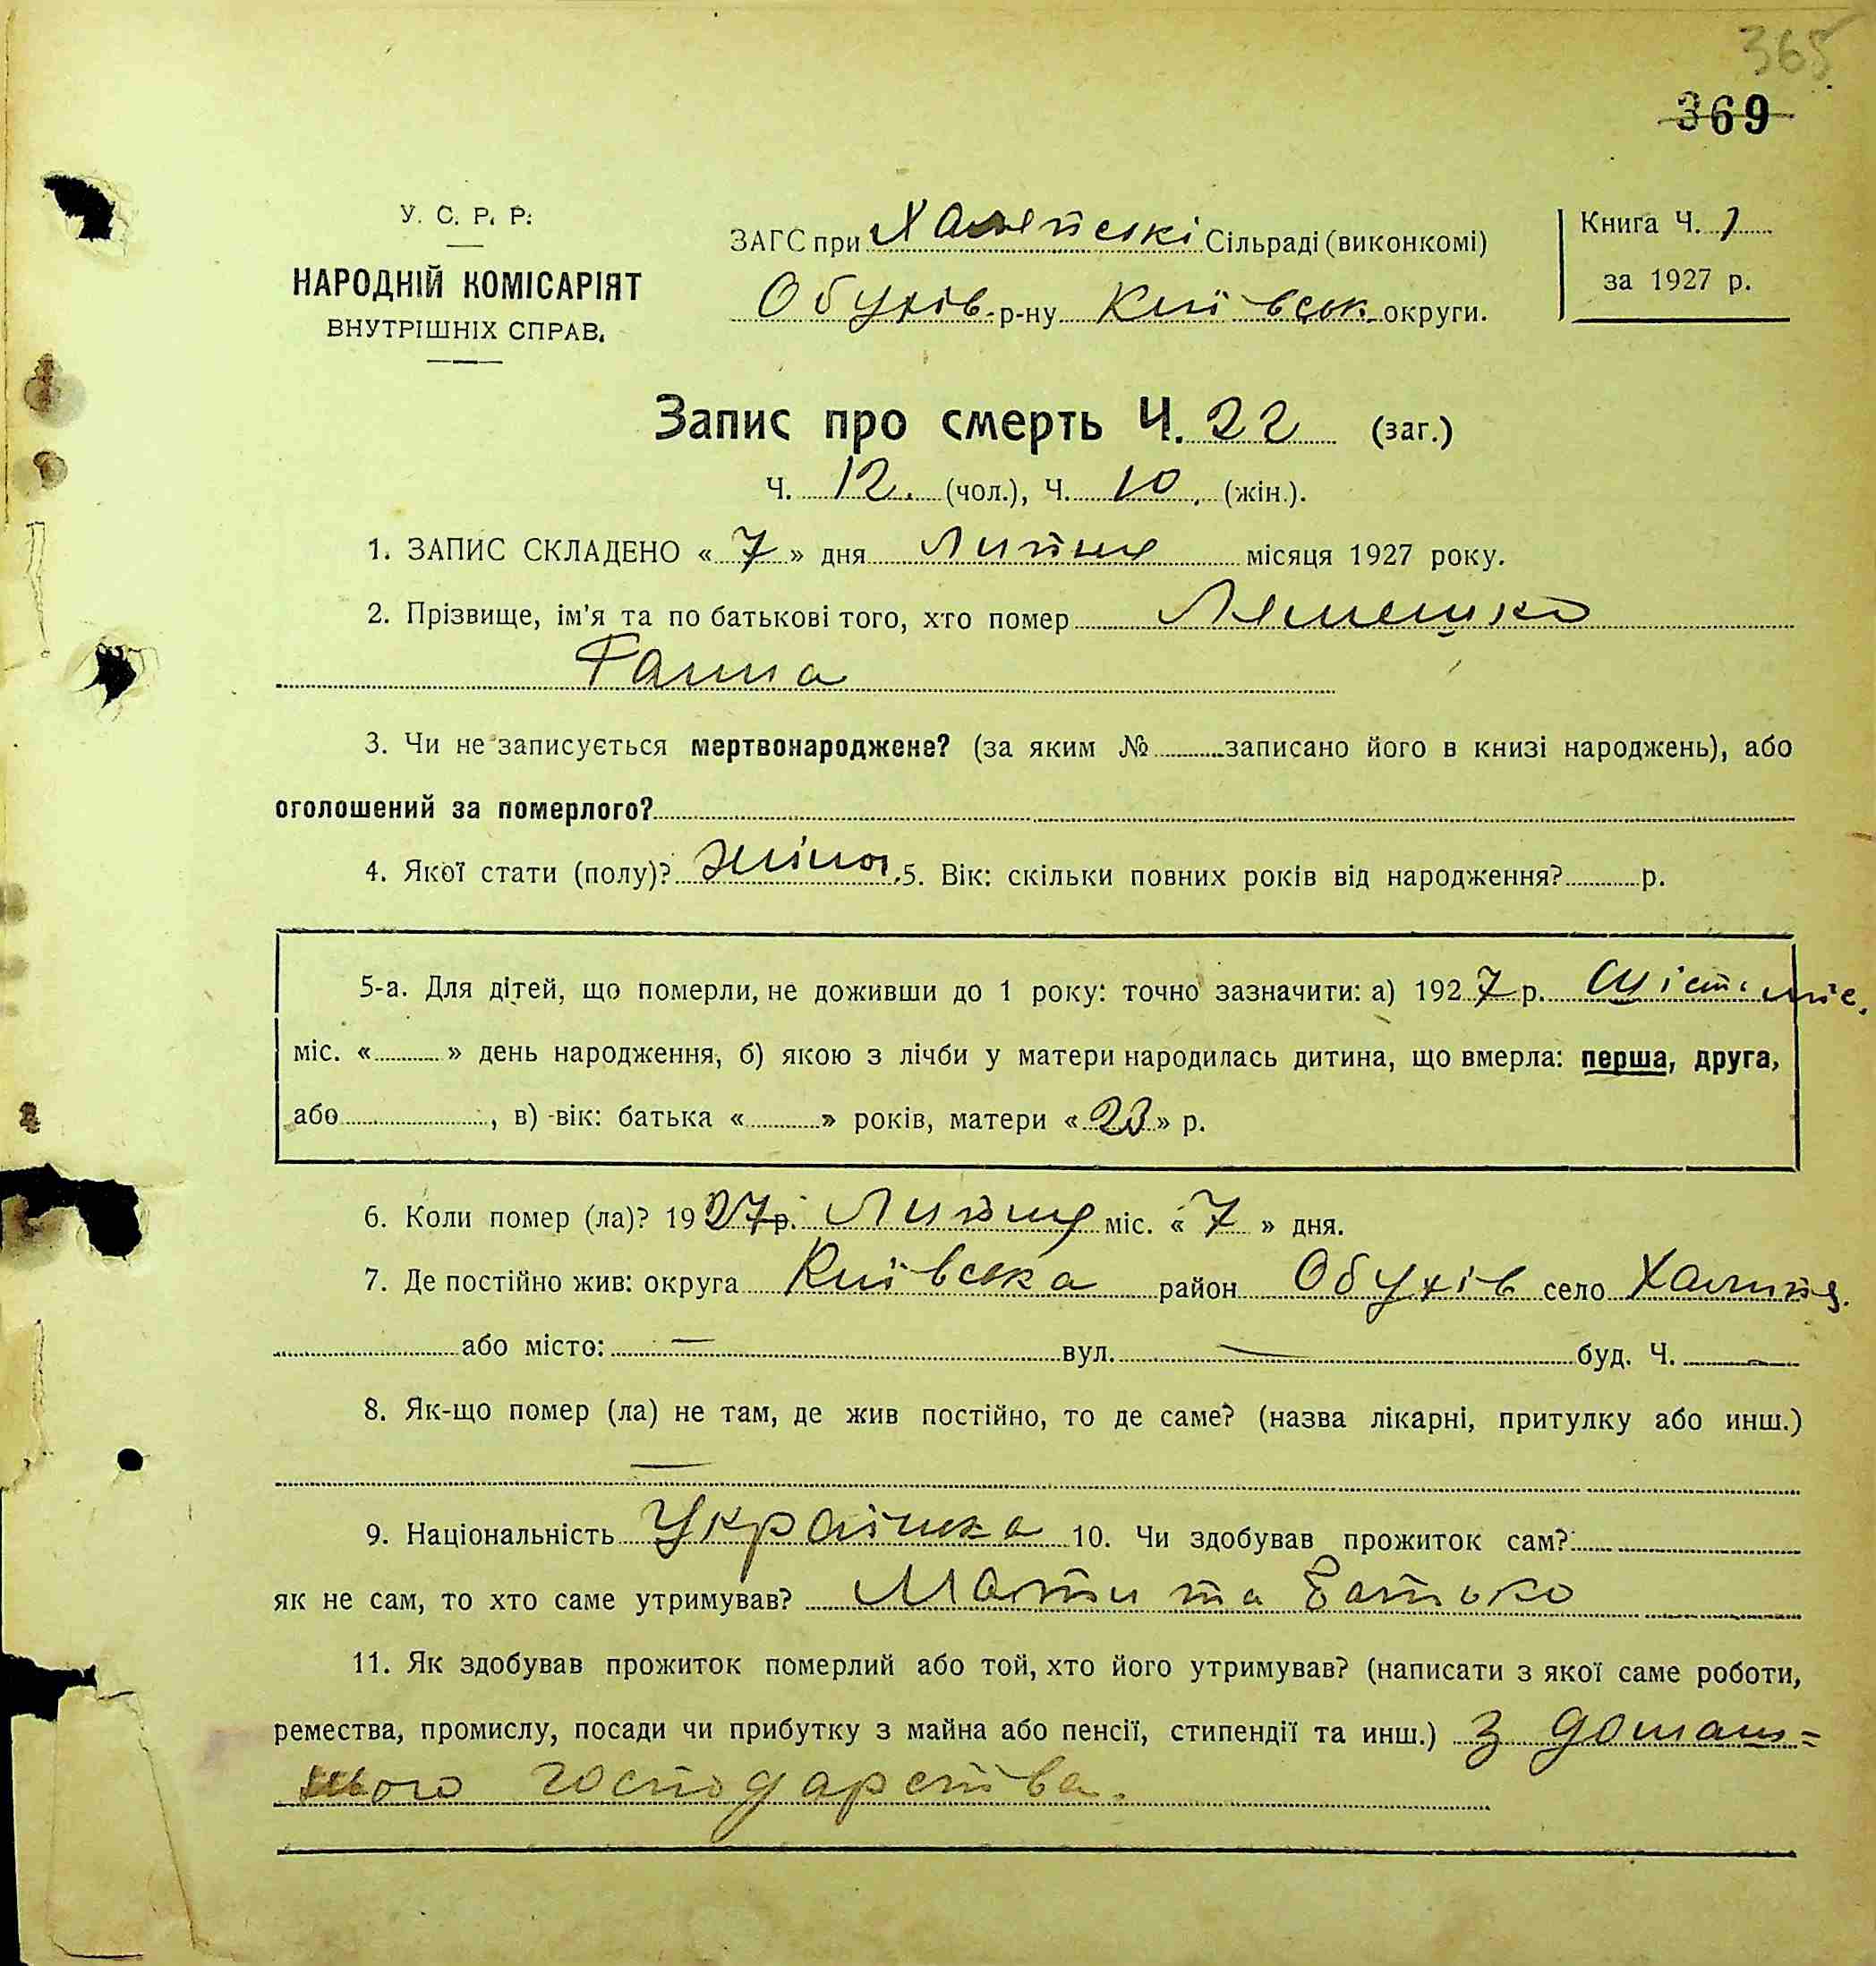 365
369
У. С. Р. Р.
НАРОДНІЙ КОМІСАРІЯТ
ВНУТРІШНІХ СПРАВ.
ЗАГС при Халепскі Сільраді (виконкомі)
Обухів. р-ну Київськ. округи.
Книга Ч. 1
за 1927 р.
Запис про смерть Ч. 22 (заг.)
Ч. 12. (чол.), Ч. 10. (жін.).
1. ЗАПИС СКЛАДЕНО « 7 » дня Липня місяця 1927 року.
2. Прізвище, ім'я та по батькові того, хто помер Лемешко
Ганна
3. Чи не записується мертвонароджене? (за яким № записано його в книзі народжень), або
оголошений за померлого?
4. Якої стати (полу)? Жіноч. 5. Вік: скільки повних років від народження? р.
5-а. Для дітей, що померли, не доживши до 1 року: точно зазначити: а) 1927 р. Шість міс.
міс. « » день народження, б) якою з лічби у матери народилась дитина, що вмерла: перша, друга,
або , в) вік: батька « » років, матери « 23 » р.
6. Коли помер (ла)? 1927 р. Липня міс. « 7 » дня.
7. Де постійно жив: округа Київська район Обухів село
або місто: — вул. — буд. Ч. —
8. Як-що помер (ла) не там, де жив постійно, то де саме? (назва лікарні, притулку або инш.)
—
9. Національність Українка 10. Чи здобував прожиток сам?
як не сам, то хто саме утримував? Мати та Батько
11. Як здобував прожиток померлий або той, хто його утримував? (написати з якої саме роботи,
ремества, промислу, посади чи прибутку з майна або пенсії, стипендії та инш.) З домаш=
нього господарства.